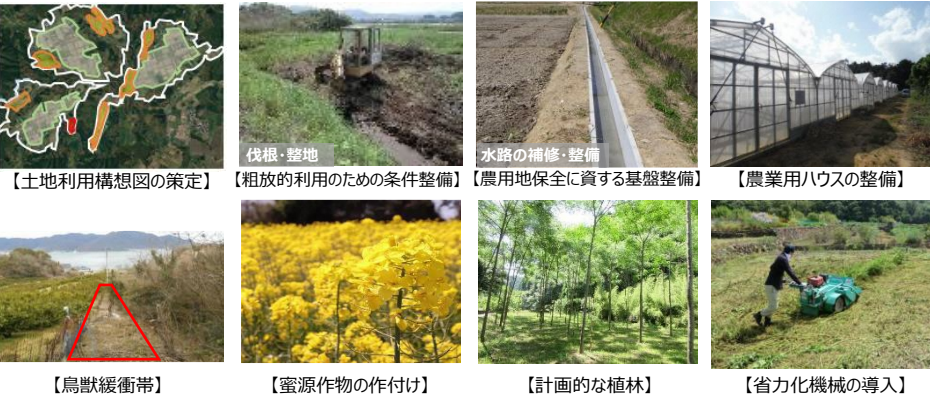 伐根・整地
水路の補修・整備
【土地利用構想図の策定】
【粗放的利用のための条件整備】
【農用地保全に資する基盤整備】
【農業用ハウスの整備】
【鳥獣緩衝帯】
【蜜源作物の作付け】
【計画的な植林】
【省力化機械の導入】